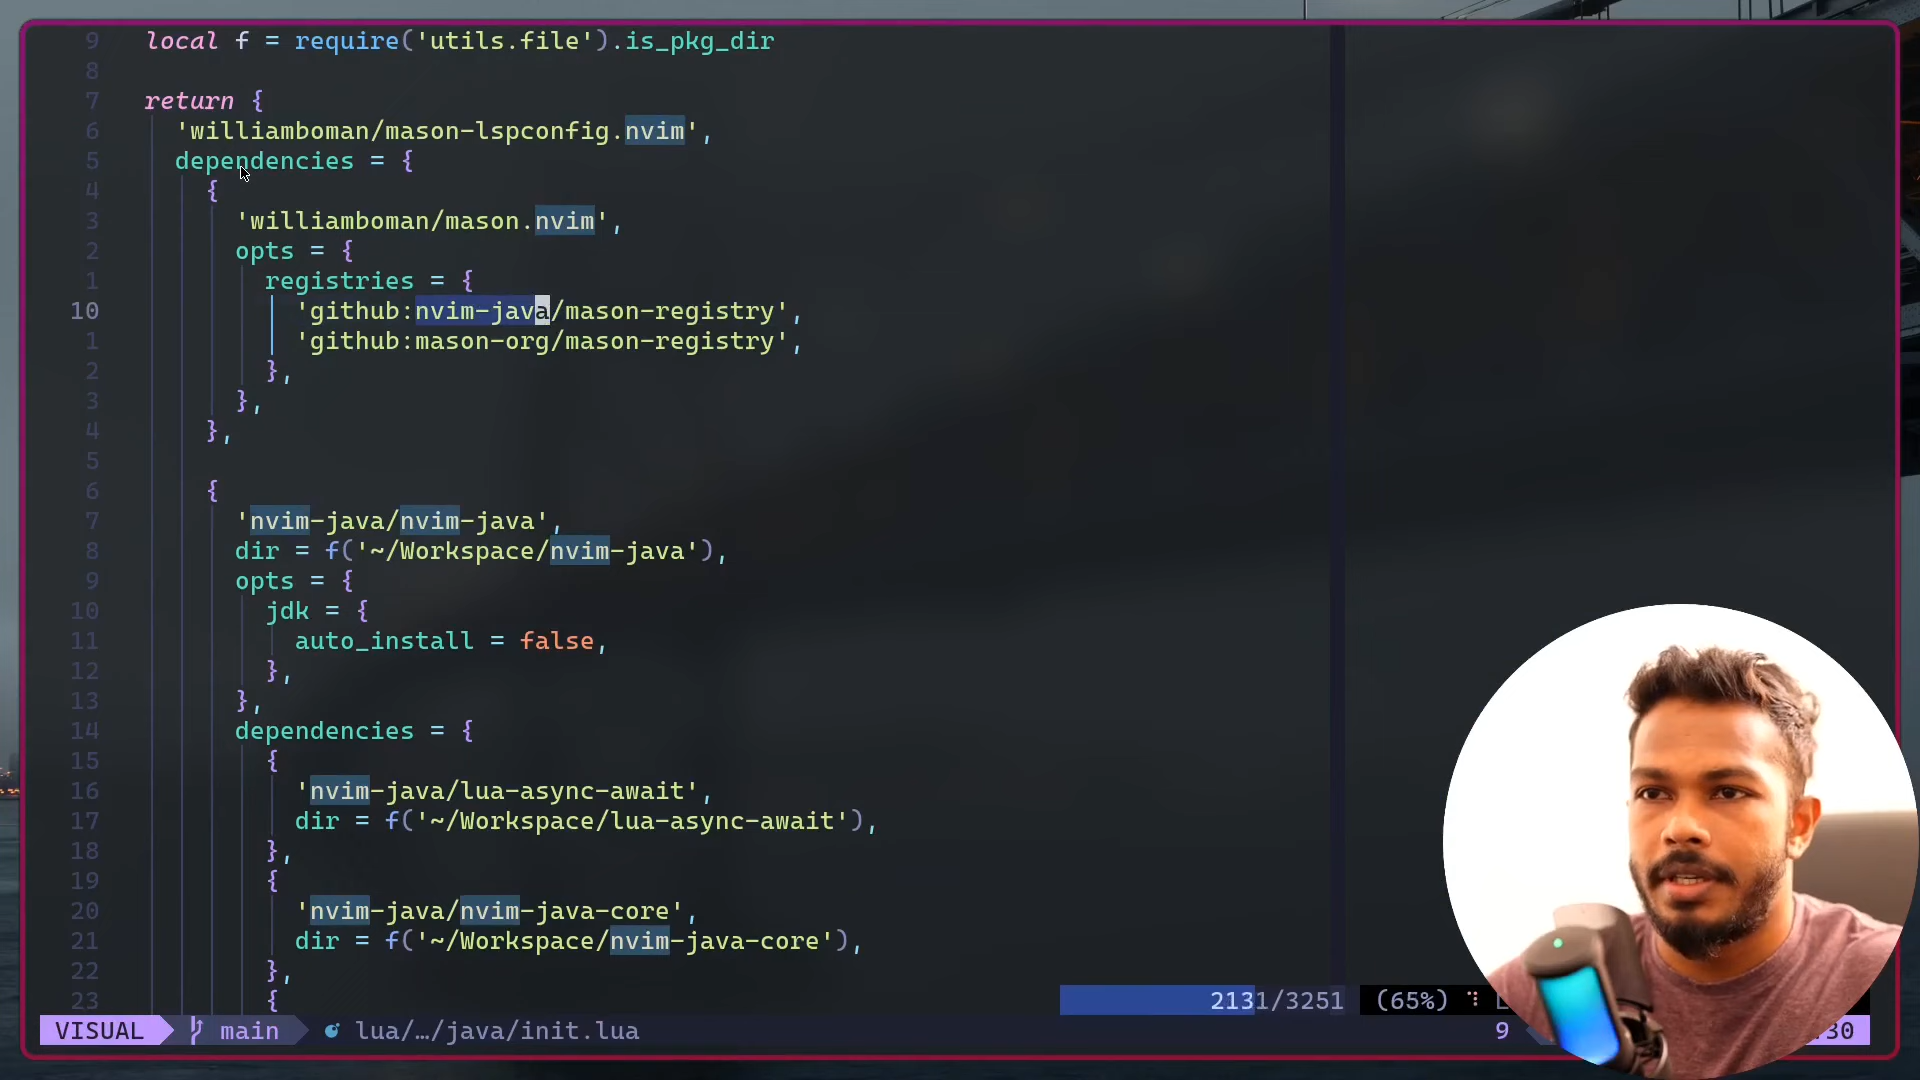 9 local f = require('utils.file').is_pkg_dir
8
7 return {
6 'williamboman/mason-lspconfig.nvim',
5 dependencies = {
4 {
3 'williamboman/mason.nvim',
2 opts = {
1 registries = {
10 'github:nvim-java/mason-registry',
1 'github:mason-org/mason-registry',
2 },
3 },
4 },
5
6 {
7 'nvim-java/nvim-java',
8 dir = f('~/Workspace/nvim-java'),
9 opts = {
10 jdk = {
11 auto_install = false,
12 },
13 },
14 dependencies = {
15 {
16 'nvim-java/lua-async-await',
17 dir = f('~/Workspace/lua-async-await'),
18 },
19 {
20 'nvim-java/nvim-java-core',
21 dir = f('~/Workspace/nvim-java-core'),
22 },
23 {
2131/3251 (65%)
VISUAL main lua/…/java/init.lua 9 30